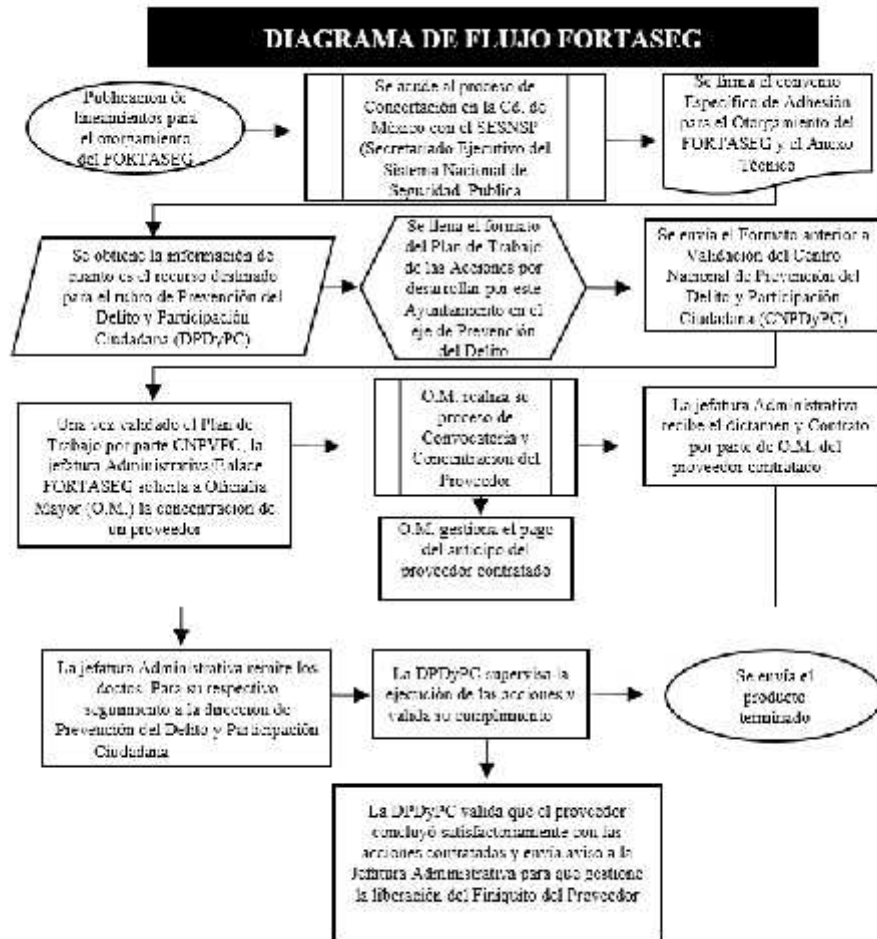 DIAGRAMA DE FLUJO FORTASEG
Publicacion de
lineamientos para
el otorgamiento
del FORTASEG
Se acude al proceso de
Concertación en la Cd. de
México con el SESNSP
(Secretariado Ejecutivo del
Sistema Nacional de
Seguridad Publica
Se firma el convenio
Específico de Adhesión
para el Otorgamiento del
FORTASEG y el Anexo
Técnico
Se obtiene la información de
cuanto es el recurso destinado
para el rubro de Prevención del
Delito y Participación
Ciudadana (DPDyPC)
Se llena el formato
del Plan de Trabajo
de las Acciones por
desarrollar por este
Ayuntamiento en el
eje de Prevención
del Delito
Se envía el Formato anterior a
Validación del Centro
Nacional de Prevención del
Delito y Participación
Ciudadana (CNPDyPC)
Una vez validado el Plan de
Trabajo por parte CNPVPC, la
jefatura Administrativa/Enlace
FORTASEG solicita a Oficialía
Mayor (O.M.) la concentración de
un proveedor
O.M. realiza su
proceso de
Convocatoria y
Concentracion del
Proveedor
La jefatura Administrativa
recibe el dictamen y Contrato
por parte de O.M. del
proveedor contratado
O.M. gestiona el pago
del anticipo del
proveedor contratado
La jefatura Administrativa remite los
doctos. Para su respectivo
seguimiento a la direccion de
Prevención del Delito y Participación
Ciudadana
La DPDyPC supervisa la
ejecución de las acciones y
valida su cumplimiento
Se envía el
producto
terminado
La DPDyPC valida que el proveedor
concluyó satisfactoriamente con las
acciones contratadas y envía aviso a la
Jefatura Administrativa para que gestione
la liberación del Finiquito del Proveedor